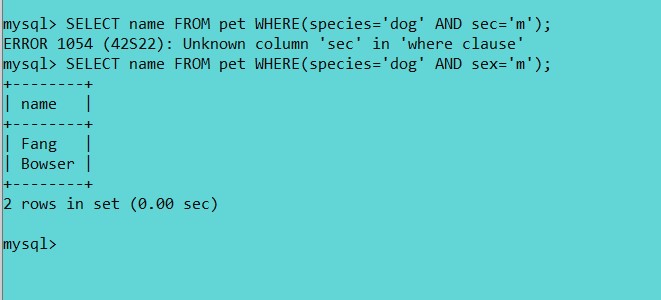 mysql> SELECT name FROM pet WHERE(species='dog' AND sec='m');
ERROR 1054 (42S22): Unknown column 'sec' in 'where clause'
mysql> SELECT name FROM pet WHERE(species='dog' AND sex='m');
+--------+
| name   |
+--------+
| Fang   |
| Bowser |
+--------+
2 rows in set (0.00 sec)
mysql>